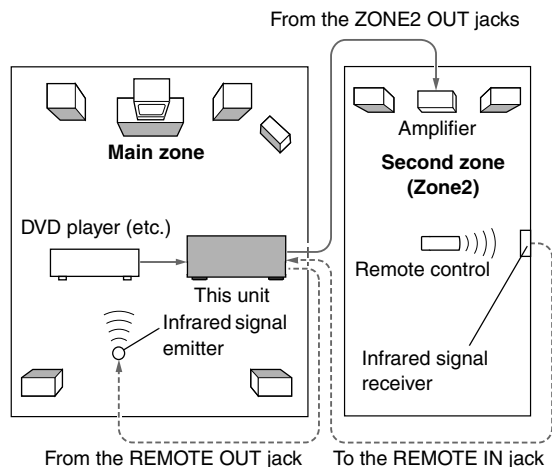 From the ZONE2 OUT jacks
Main zone
Amplifier
Second zone
(Zone2)
DVD player (etc.)
This unit
Remote control
Infrared signal
emitter
Infrared signal
receiver
From the REMOTE OUT jack
To the REMOTE IN jack